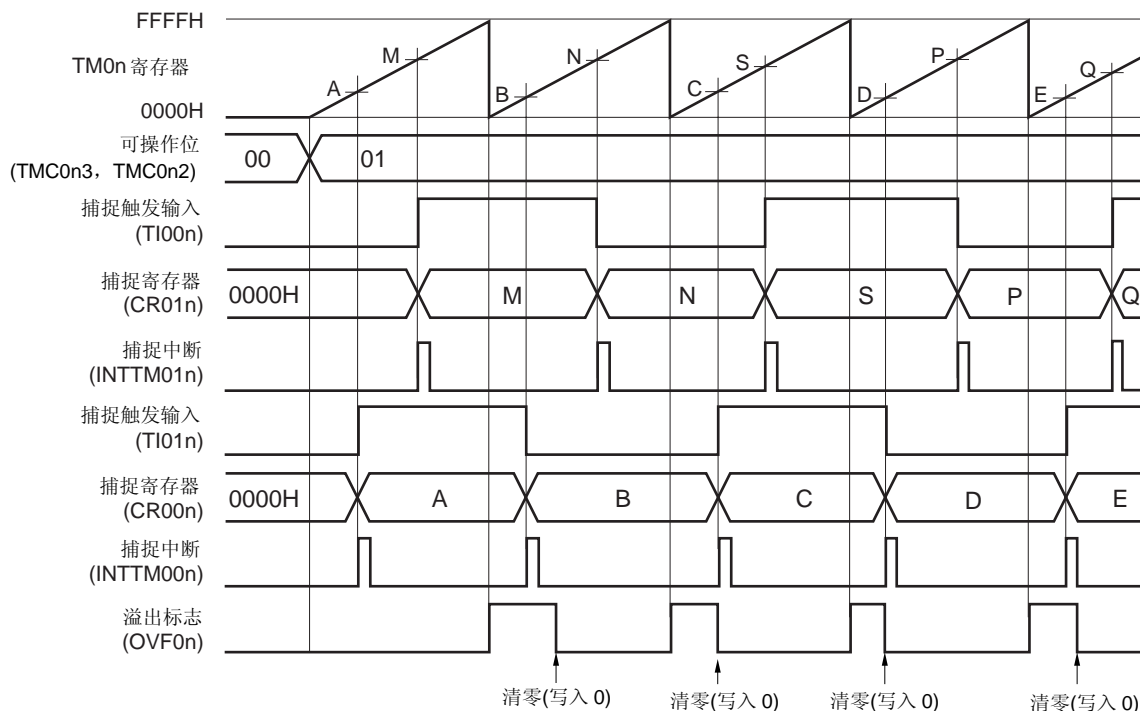 FFFFH
TM0n 寄存器
0000H
A
M
B
N
C
S
D
P
E
Q
可操作位
(TMC0n3，TMC0n2)
00
01
捕捉触发输入
(TI00n)
捕捉寄存器
(CR01n)
0000H
M
N
S
P
Q
捕捉中断
(INTTM01n)
捕捉触发输入
(TI01n)
捕捉寄存器
(CR00n)
0000H
A
B
C
D
E
捕捉中断
(INTTM00n)
溢出标志
(OVF0n)
清零(写入 0)
清零(写入 0)
清零(写入 0)
清零(写入 0)